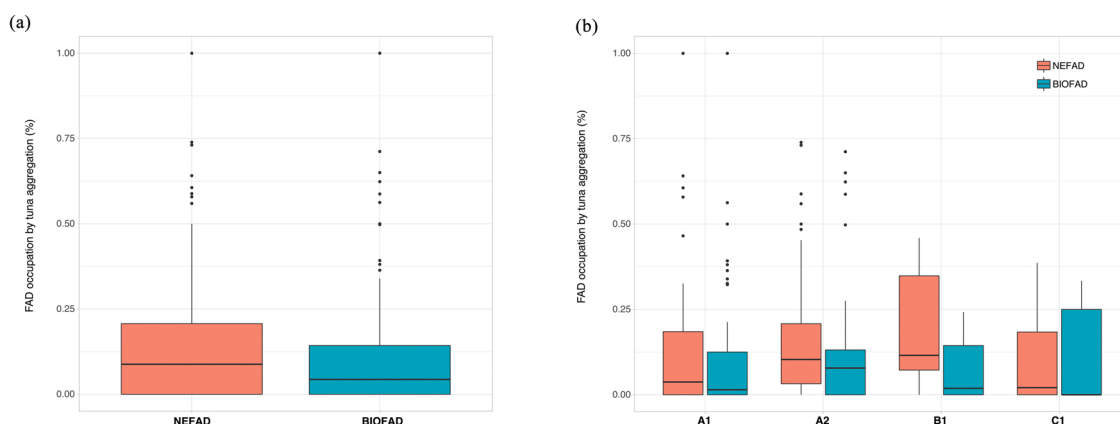 (a)
FAD occupation by tuna aggregation (%)
1.00
0.75
0.50
0.25
0.00
NEFAD BIOFAD
(b)
FAD occupation by tuna aggregation (%)
1.00
0.75
0.50
0.25
0.00
NEFAD
BIOFAD
A1 A2 B1 C1